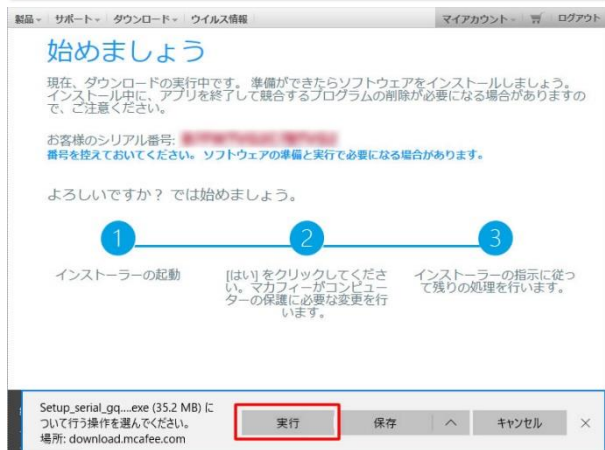 製品 サポート ダウンロード ウイルス情報 マイアカウント ログアウト
始めましょう
現在、ダウンロードの実行中です。 準備ができたらソフトウェアをインストールしましょう。
インストール中に、アプリを終了して競合するプログラムの削除が必要になる場合がありますの
で、ご注意ください。
お客様のシリアル番号:
番号を控えておいてください。ソフトウェアの準備と実行で必要になる場合があります。
よろしいですか？ では始めましょう。
1 2 3
インストーラーの起動
[はい] をクリックしてくださ
い。マカフィーがコンピュー
ターの保護に必要な変更を行
います。
インストーラーの指示に従っ
て残りの処理を行います。
Setup_serial_gq....exe (35.2 MB) に
ついて行う操作を選んでください。
場所: download.mcafee.com
実行 保存 キャンセル